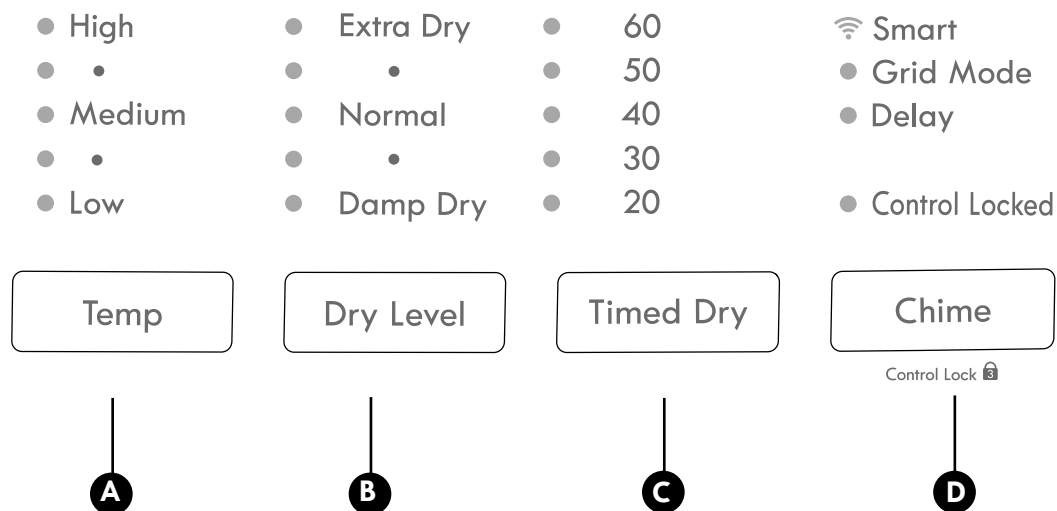 High
Medium
Low
Temp
A
Extra Dry
Normal
Damp Dry
Dry Level
B
60
50
40
30
20
Timed Dry
C
Smart
Grid Mode
Delay
Control Locked
Chime
Control Lock 3
D